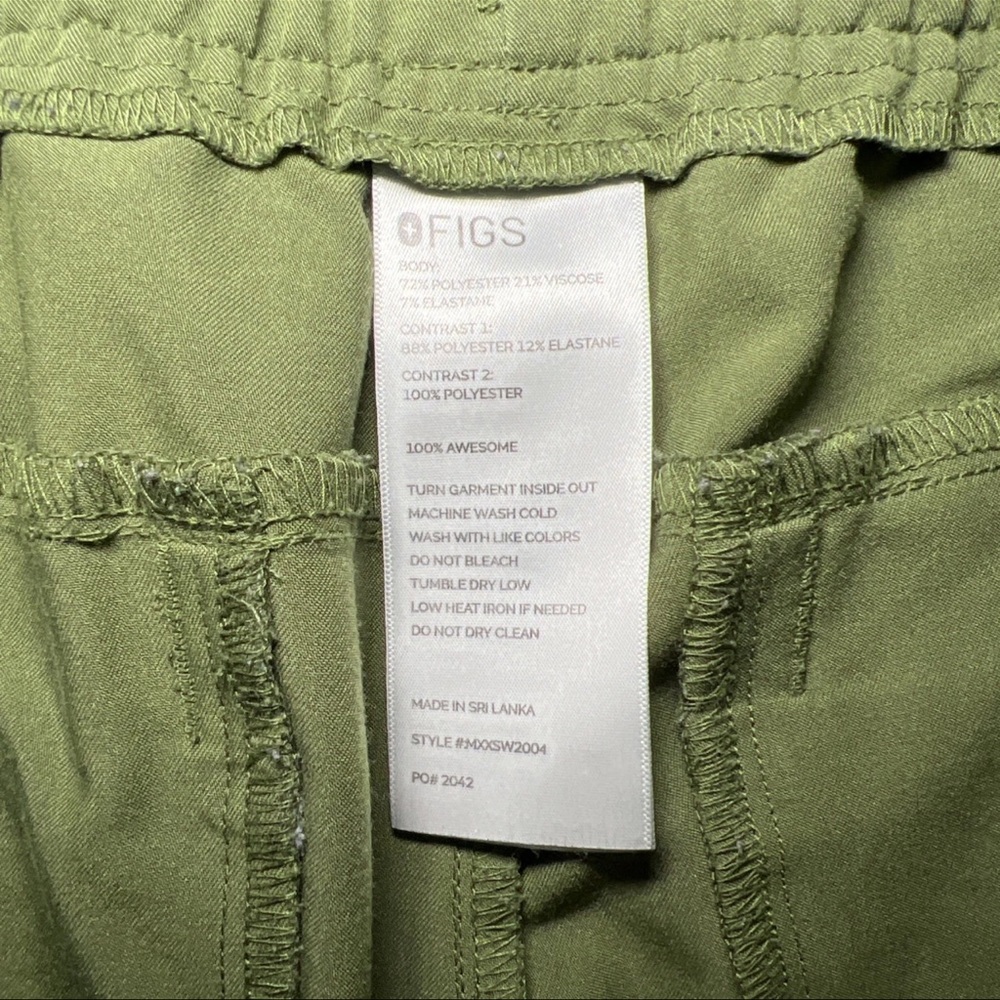 FIGS
BODY:
72% POLYESTER 21% VISCOSE
7% ELASTANE
CONTRAST 1:
88% POLYESTER 12% ELASTANE
CONTRAST 2:
100% POLYESTER
100% AWESOME
TURN GARMENT INSIDE OUT
MACHINE WASH COLD
WASH WITH LIKE COLORS
DO NOT BLEACH
TUMBLE DRY LOW
LOW HEAT IRON IF NEEDED
DO NOT DRY CLEAN
MADE IN SRI LANKA
STYLE #:MXXSW2004
PO# 2042